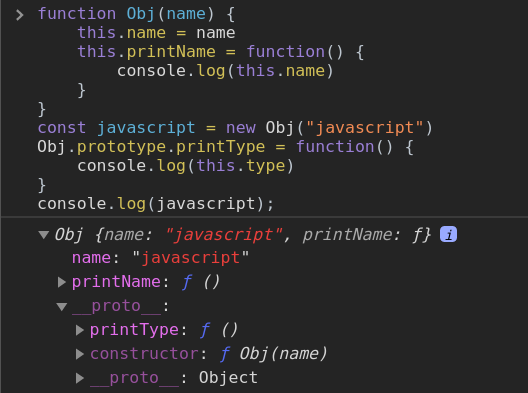 function Obj(name) {
    this.name = name
    this.printName = function() {
        console.log(this.name)
    }
}
const javascript = new Obj("javascript")
Obj.prototype.printType = function() {
    console.log(this.type)
}
console.log(javascript);
Obj {name: "javascript", printName: ƒ} i
name: "javascript"
printName: ƒ ()
__proto__:
printType: ƒ ()
constructor: ƒ Obj(name)
__proto__: Object